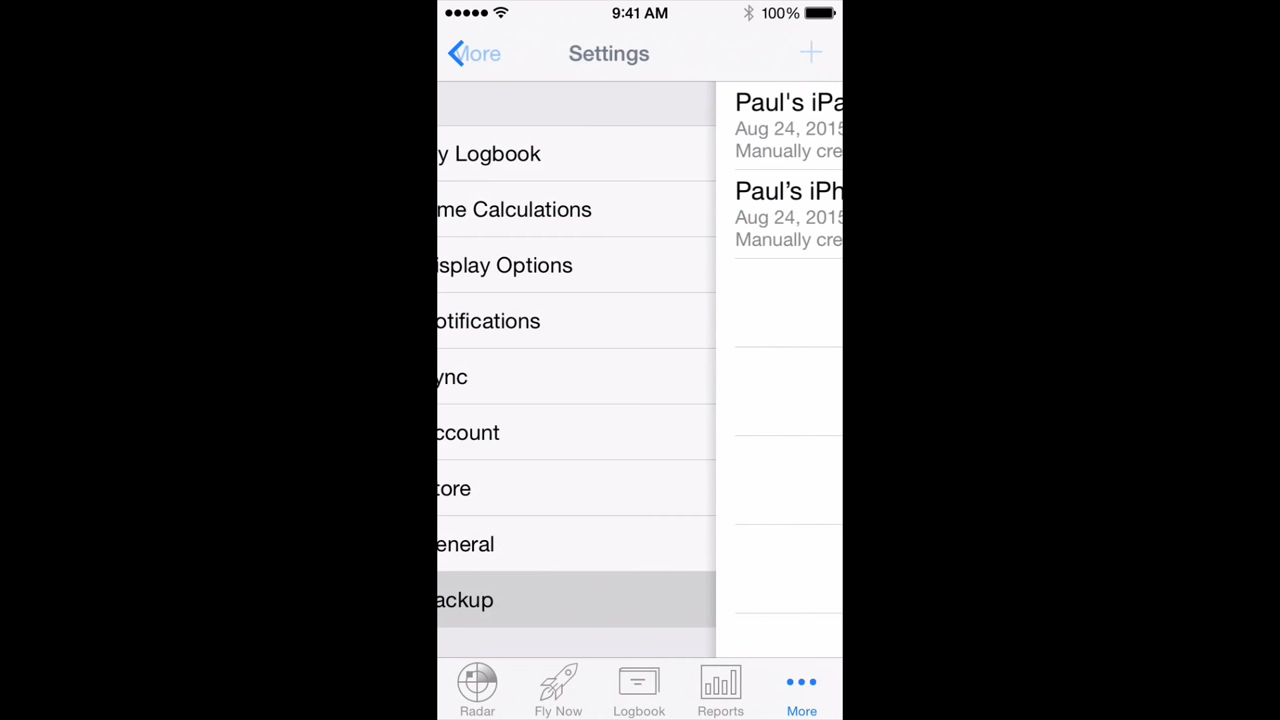 9:41 AM 100%
More Settings
y Logbook
me Calculations
isplay Options
otifications
ync
ccount
tore
eneral
ackup
Paul's iPa
Aug 24, 2015
Manually cre
Paul’s iPh
Aug 24, 2015
Manually cre
Radar Fly Now Logbook Reports More